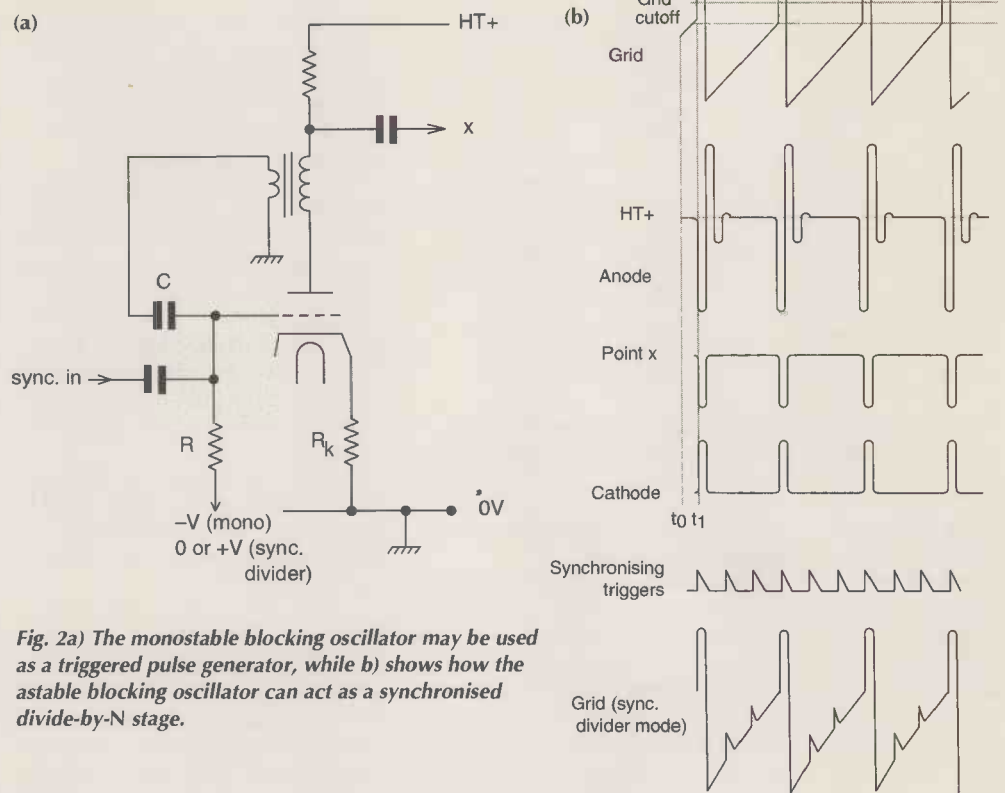 (a)
HT+
x
C
sync. in
R
Rk
0V
–V (mono)
0 or +V (sync.
divider)
Fig. 2a) The monostable blocking oscillator may be used
as a triggered pulse generator, while b) shows how the
astable blocking oscillator can act as a synchronised
divide-by-N stage.
(b)
cutoff
Grid
HT+
Anode
Point x
Cathode
t0 t1
Synchronising
triggers
Grid (sync.
divider mode)